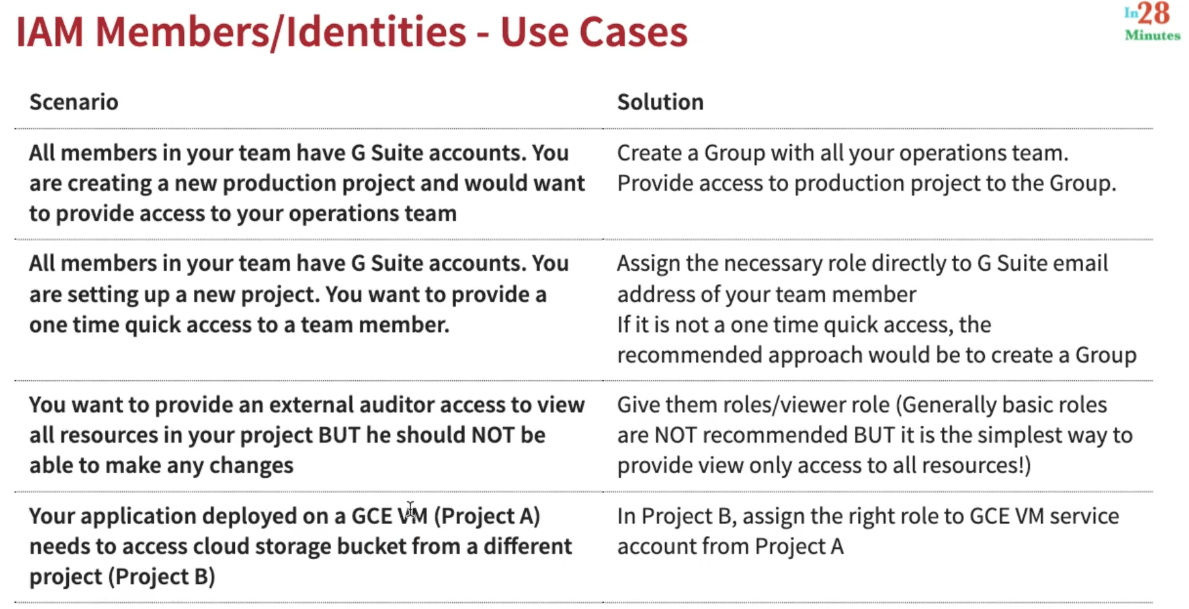 IAM Members/Identities - Use Cases
In28
Minutes
Scenario
Solution
All members in your team have G Suite accounts. You
are creating a new production project and would want
to provide access to your operations team
Create a Group with all your operations team.
Provide access to production project to the Group.
All members in your team have G Suite accounts. You
are setting up a new project. You want to provide a
one time quick access to a team member.
Assign the necessary role directly to G Suite email
address of your team member
If it is not a one time quick access, the
recommended approach would be to create a Group
You want to provide an external auditor access to view
all resources in your project BUT he should NOT be
able to make any changes
Give them roles/viewer role (Generally basic roles
are NOT recommended BUT it is the simplest way to
provide view only access to all resources!)
Your application deployed on a GCE VM (Project A)
needs to access cloud storage bucket from a different
project (Project B)
In Project B, assign the right role to GCE VM service
account from Project A